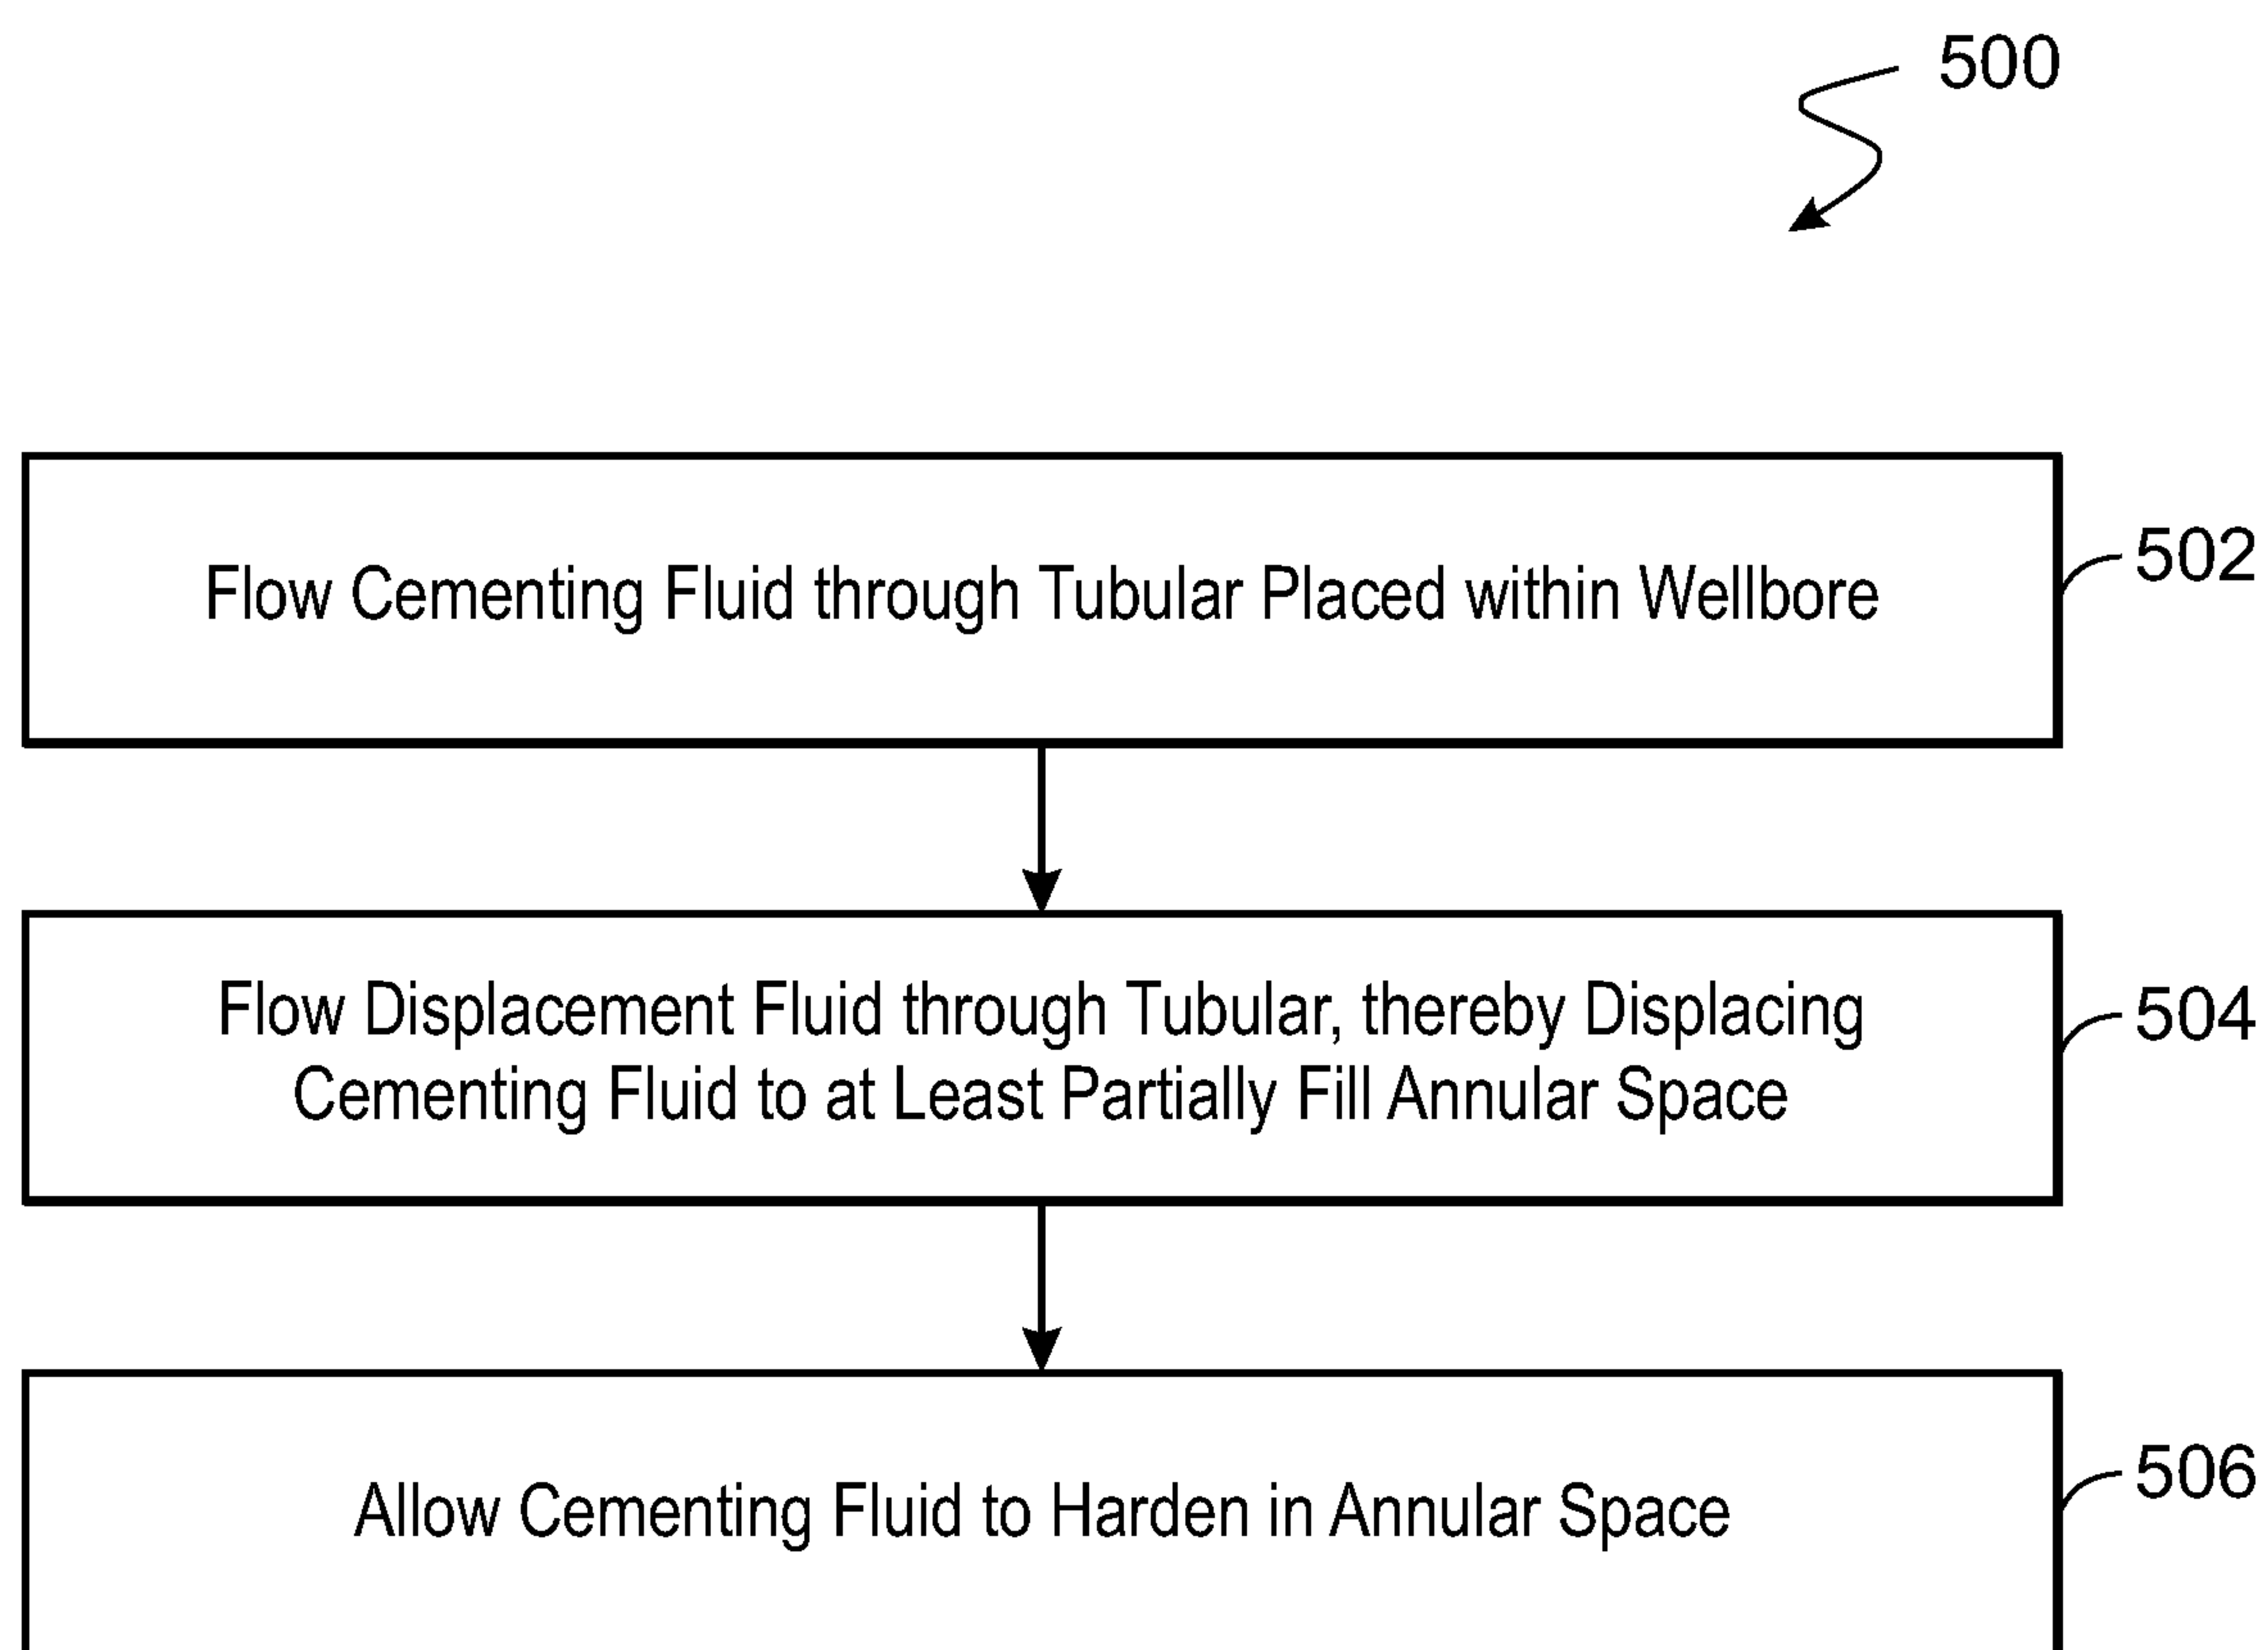 500
Flow Cementing Fluid through Tubular Placed within Wellbore
502
Flow Displacement Fluid through Tubular, thereby Displacing
Cementing Fluid to at Least Partially Fill Annular Space
504
Allow Cementing Fluid to Harden in Annular Space
506